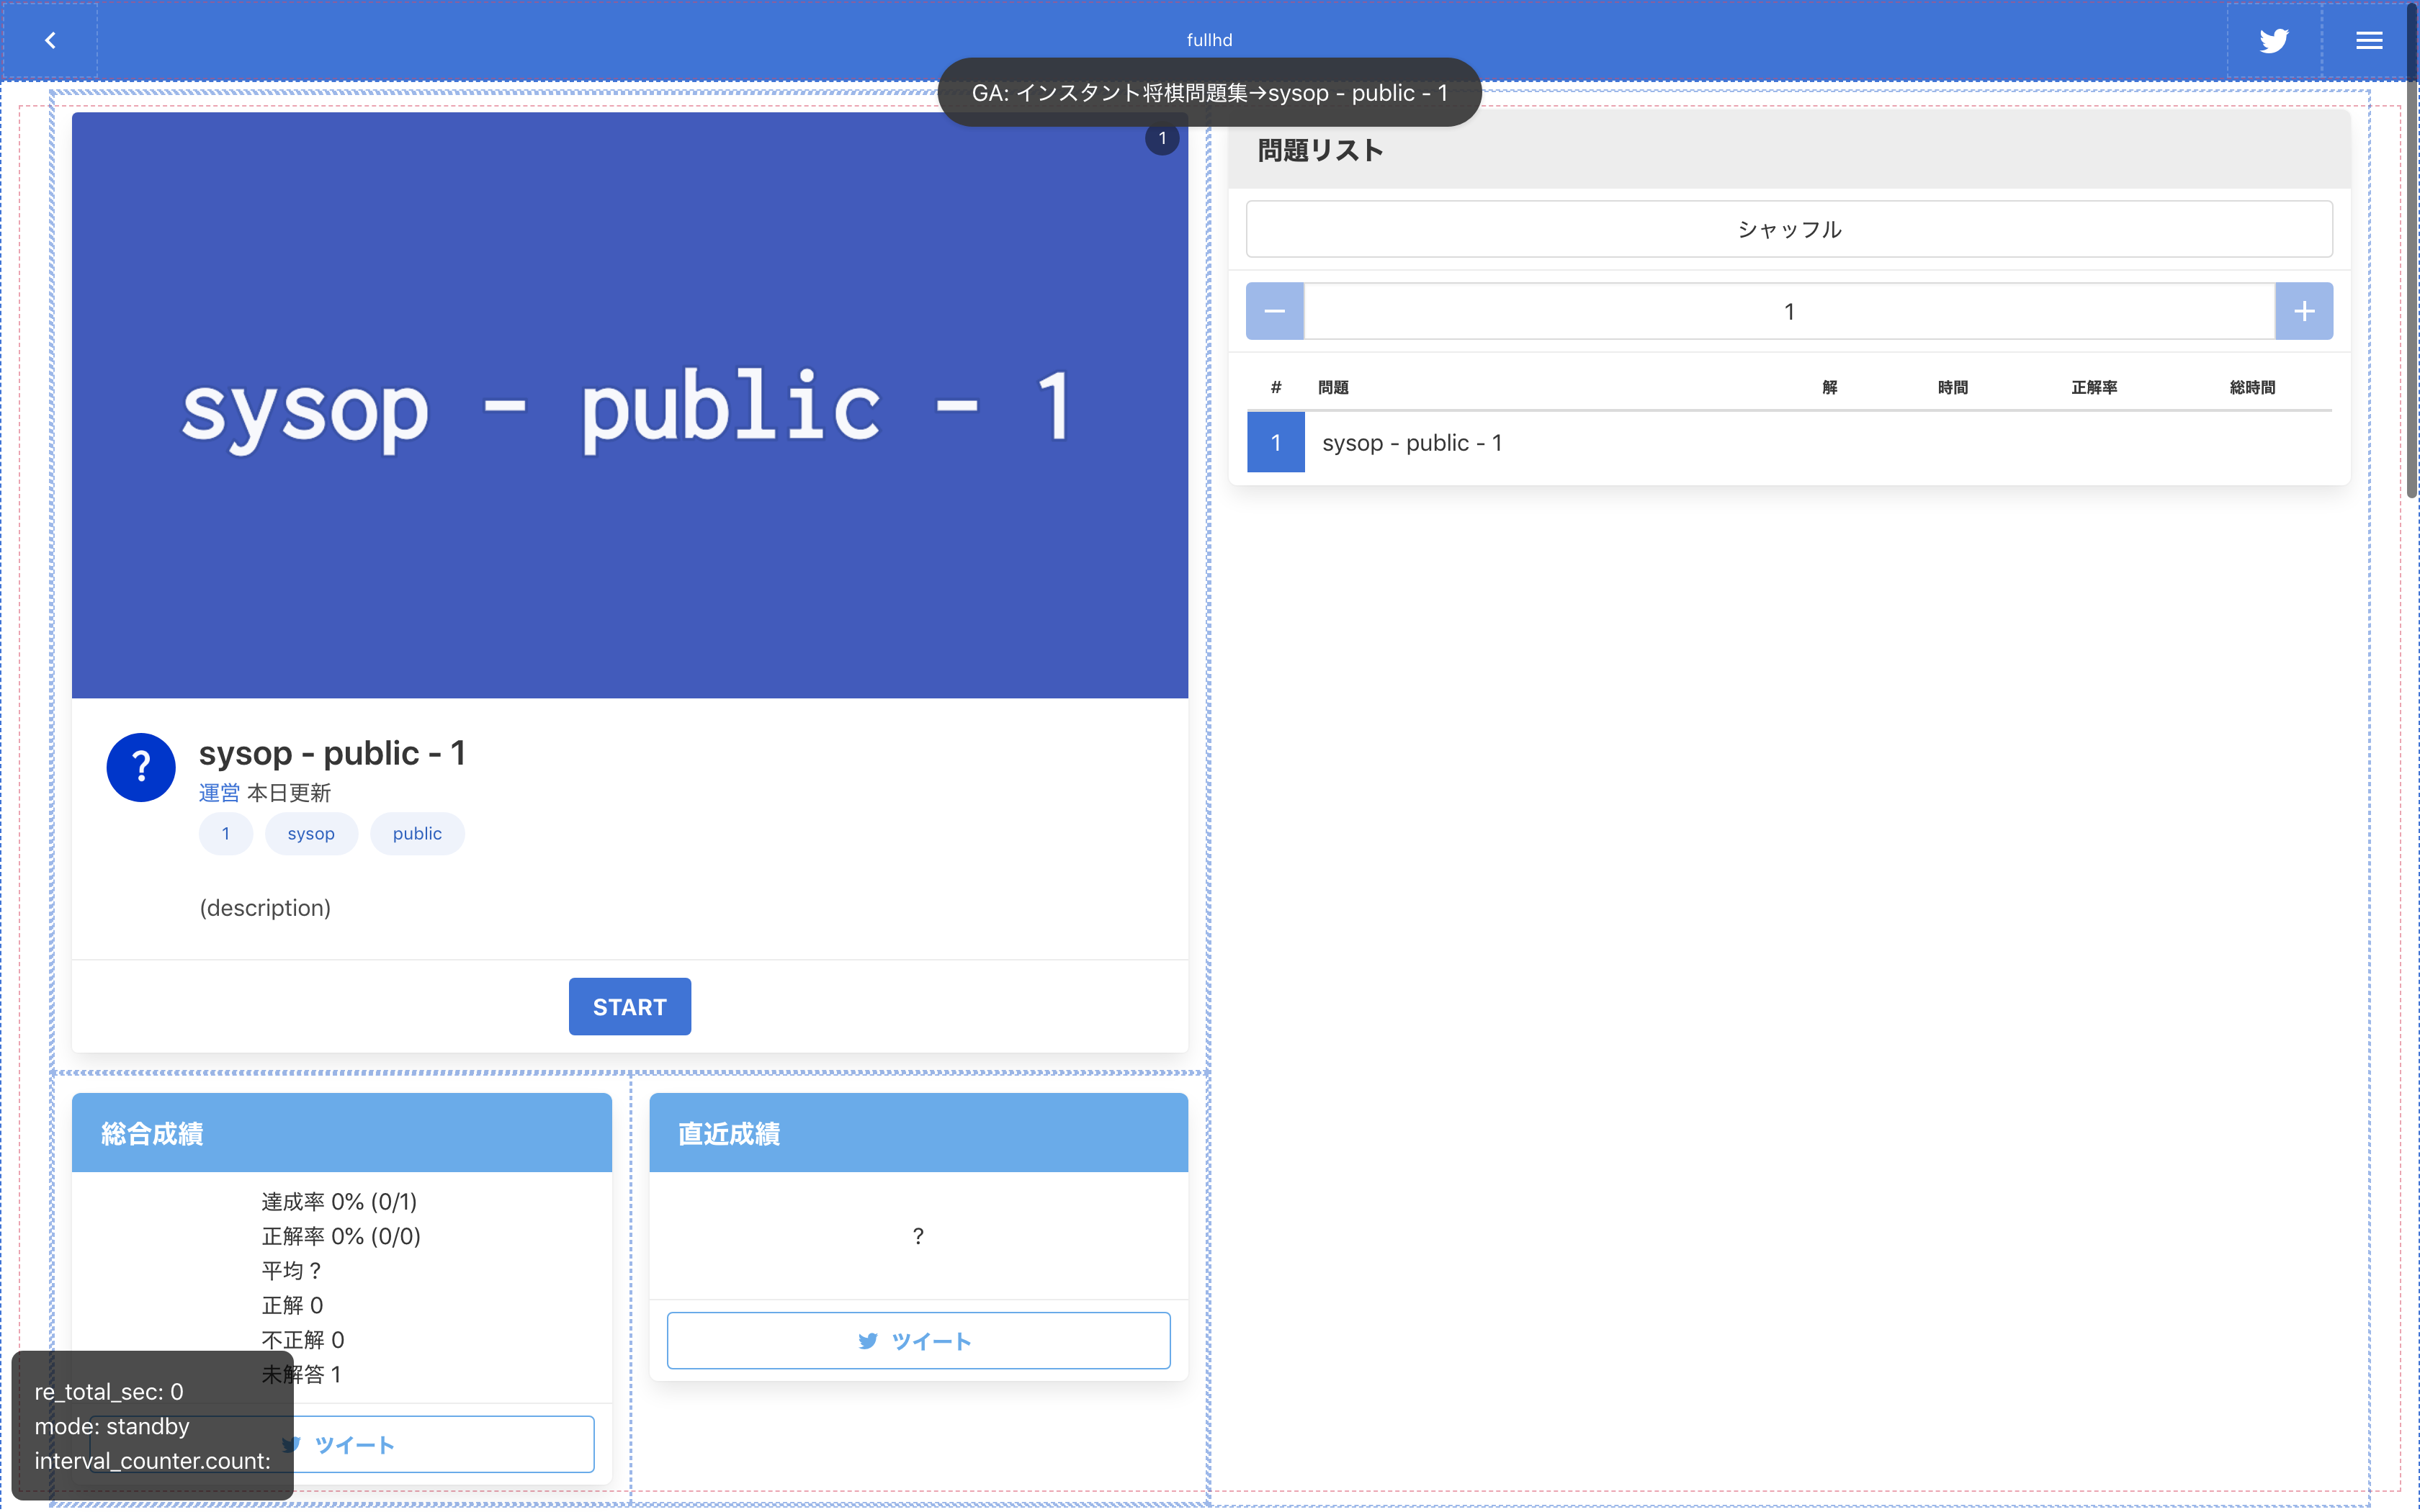 fullhd
GA: インスタント将棋問題集→sysop - public - 1
1
sysop - public - 1
?
sysop - public - 1
運営 本日更新
1 sysop public
(description)
START
総合成績
達成率 0% (0/1)
正解率 0% (0/0)
平均 ?
正解 0
不正解 0
未解答 1
ツイート
直近成績
?
ツイート
re_total_sec: 0
mode: standby
interval_counter.count:
問題リスト
シャッフル
1
# 問題 解 時間 正解率 総時間
1 sysop - public - 1